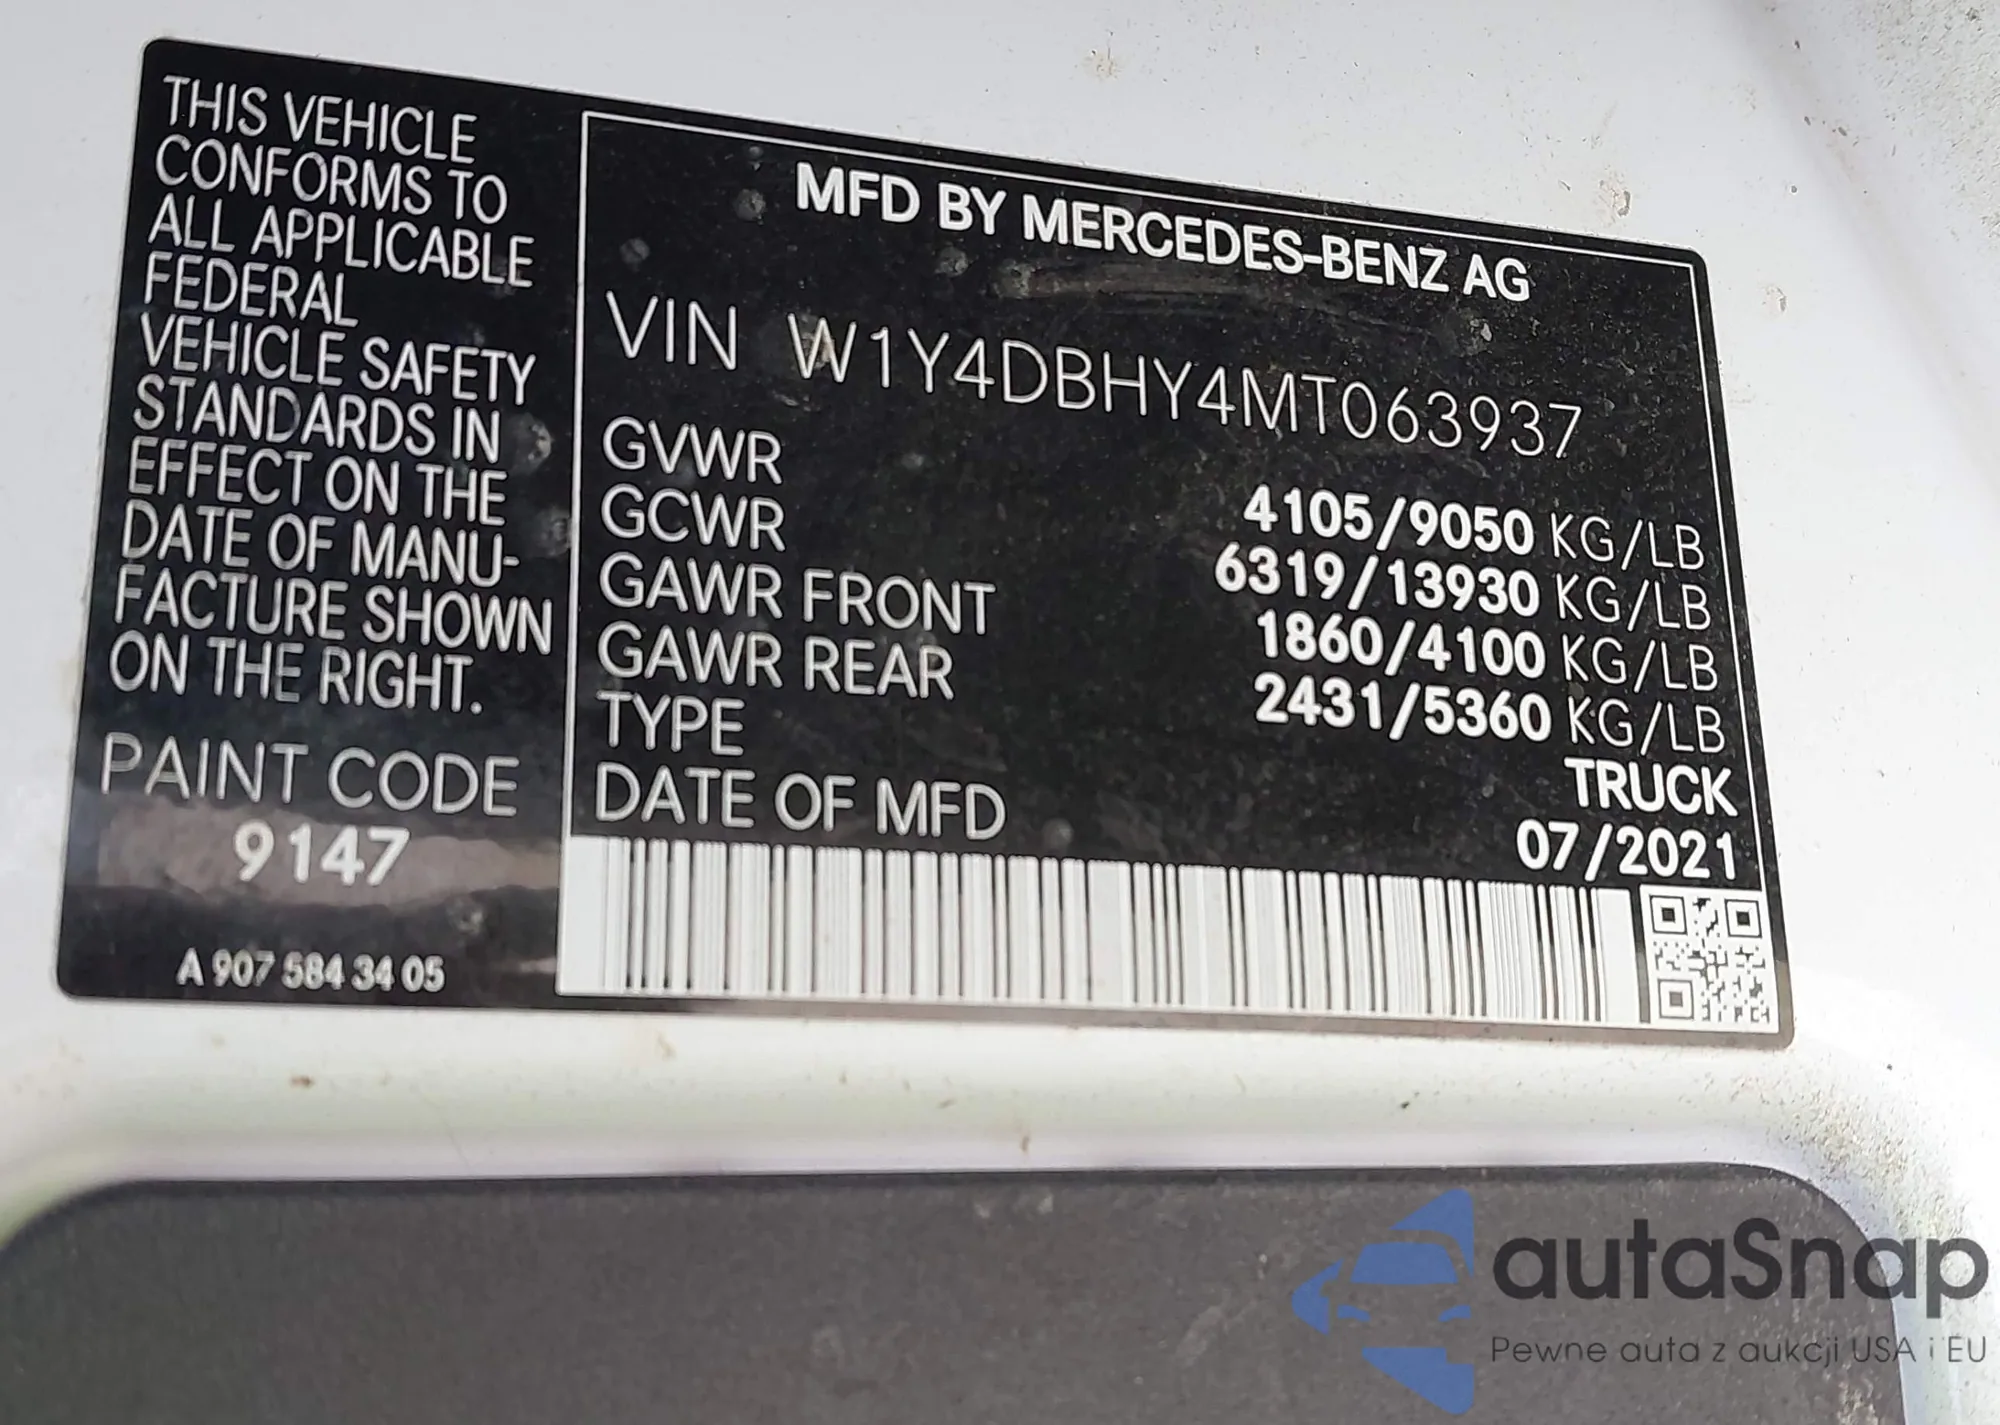 THIS VEHICLE
CONFORMS TO
ALL APPLICABLE
FEDERAL
VEHICLE SAFETY
STANDARDS IN
EFFECT ON THE
DATE OF MANU-
FACTURE SHOWN
ON THE RIGHT.
PAINT CODE
9147
A 907 584 34 05
MFD BY MERCEDES-BENZ AG
VIN W1Y4DBHY4MT063937
GVWR 4105/9050 KG/LB
GCWR 6319/13930 KG/LB
GAWR FRONT 1860/4100 KG/LB
GAWR REAR 2431/5360 KG/LB
TYPE TRUCK
DATE OF MFD 07/2021
autaSnap
Pewne auta z aukcji USA i EU